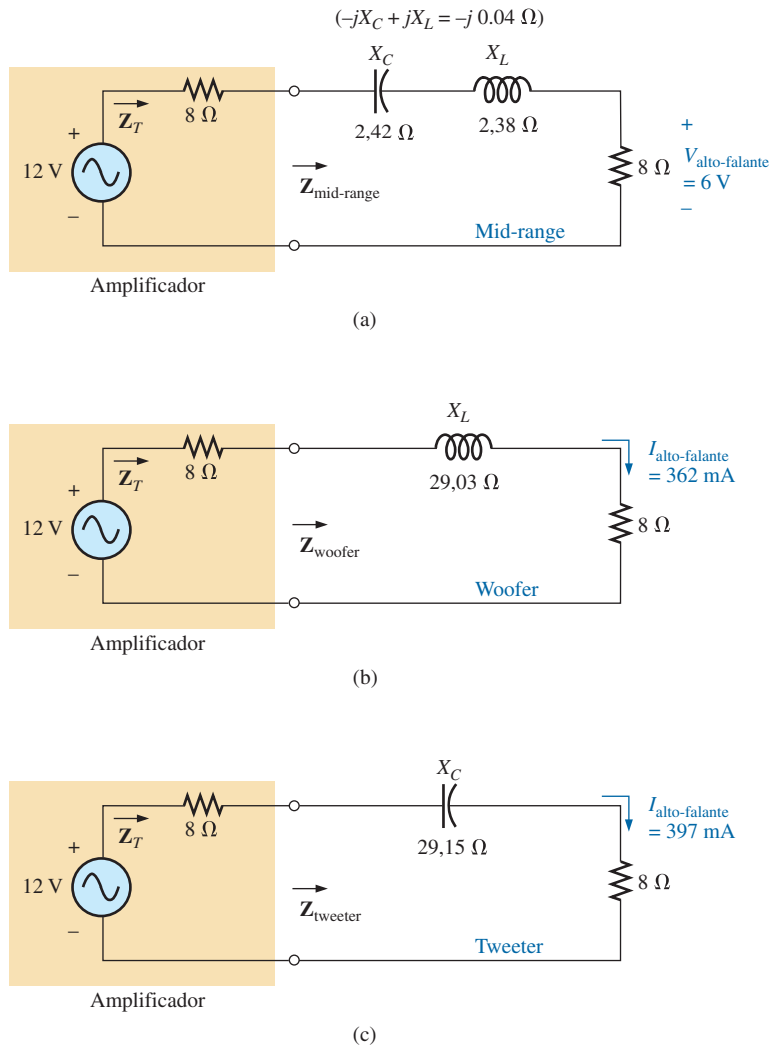 (–jX_C + jX_L = –j 0.04 Ω)
X_C
X_L
Z_T
8 Ω
2,42 Ω
2,38 Ω
+
12 V
–
Z_mid-range
8 Ω
+
V_alto-falante
= 6 V
–
Mid-range
Amplificador
(a)
X_L
Z_T
8 Ω
29,03 Ω
I_alto-falante
= 362 mA
+
12 V
–
Z_woofer
8 Ω
Woofer
Amplificador
(b)
X_C
Z_T
8 Ω
29,15 Ω
I_alto-falante
= 397 mA
+
12 V
–
Z_tweeter
8 Ω
Tweeter
Amplificador
(c)